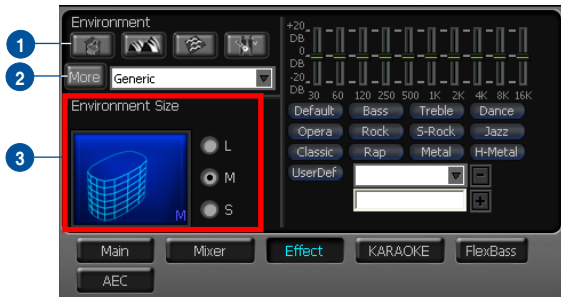 Environment
1
2
More Generic
Environment Size
3
L
M
S
M
+20
DB
0
DB
-20
DB
30 60 120 250 500 1K 2K 4K 8K 16K
Default Bass Treble Dance
Opera Rock S-Rock Jazz
Classic Rap Metal H-Metal
UserDef
Main Mixer Effect KARAOKE FlexBass
AEC